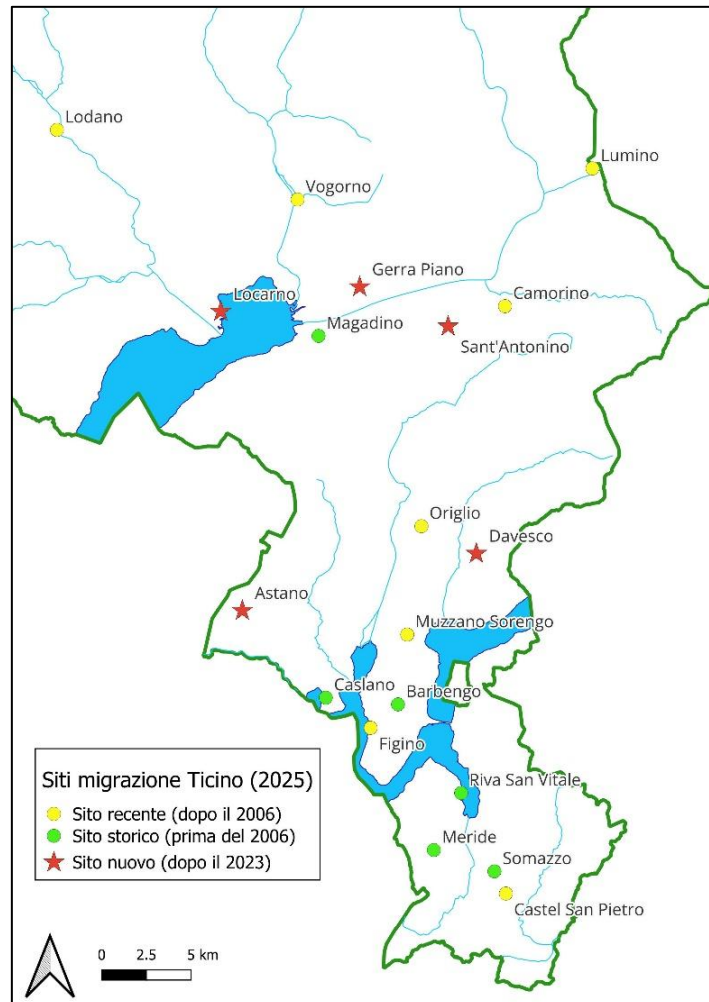 Lodano
Lumino
Vogorno
Gerra Piano
Locarno
Camorino
Magadino
Sant'Antonino
Origlio
Davesco
Astano
Muzzano Sorengo
Caslano
Barbengo
Figino
Riva San Vitale
Meride
Somazzo
Castel San Pietro
Siti migrazione Ticino (2025)
Sito recente (dopo il 2006)
Sito storico (prima del 2006)
Sito nuovo (dopo il 2023)
0 2.5 5 km